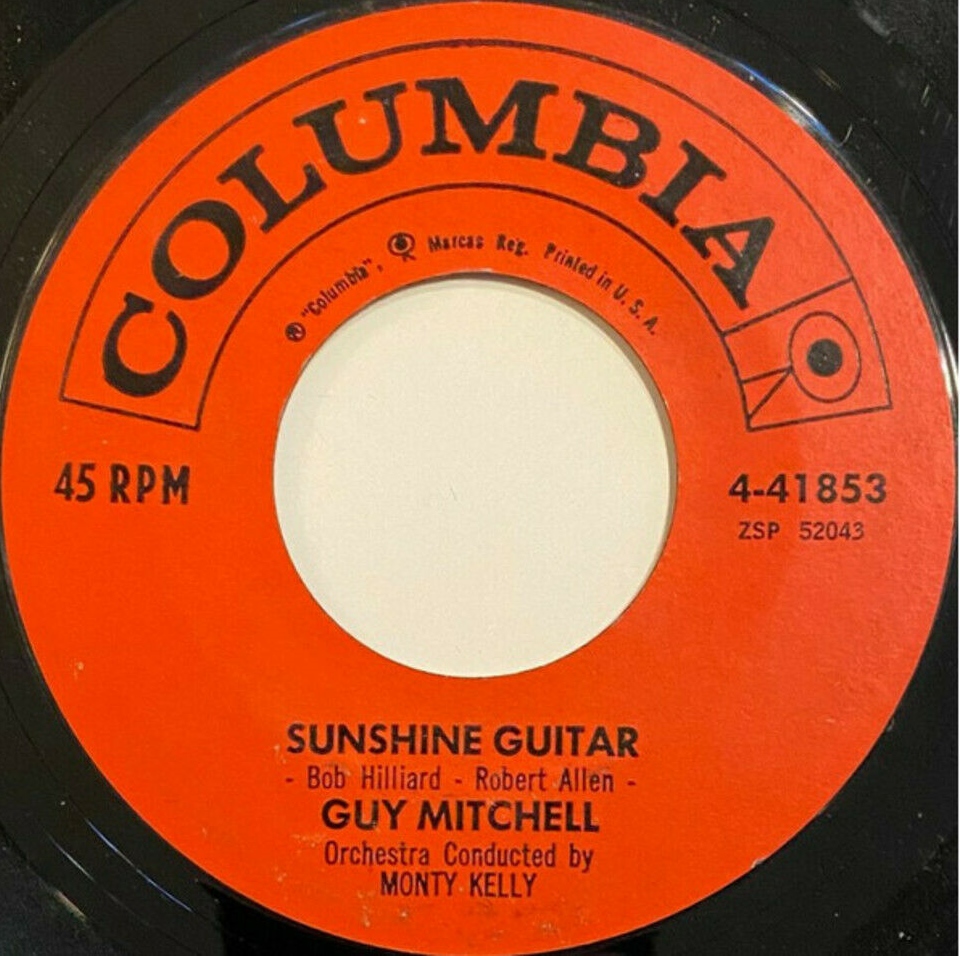 COLUMBIA
℗ "Columbia", Marcas Reg. Printed in U. S. A.
45 RPM
4-41853
ZSP 52043
SUNSHINE GUITAR
- Bob Hilliard - Robert Allen -
GUY MITCHELL
Orchestra Conducted by
MONTY KELLY